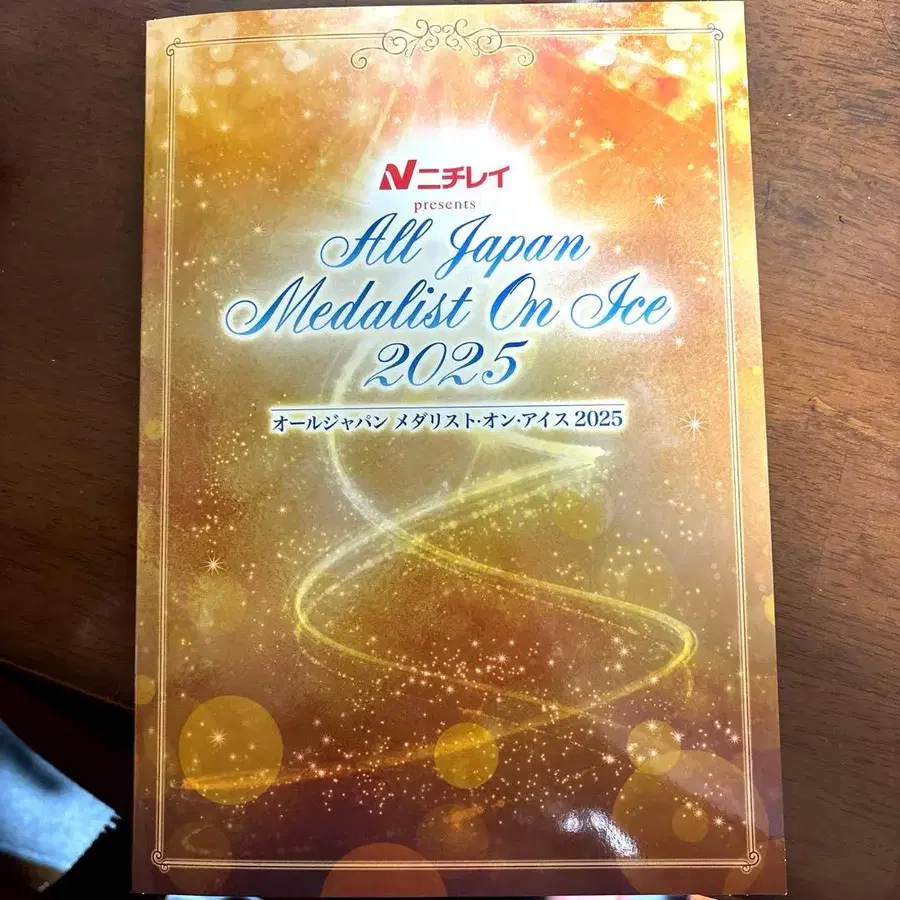 Nニチレイ
presents
All Japan
Medalist On Ice
2025
オールジャパン メダリスト・オン・アイス 2025